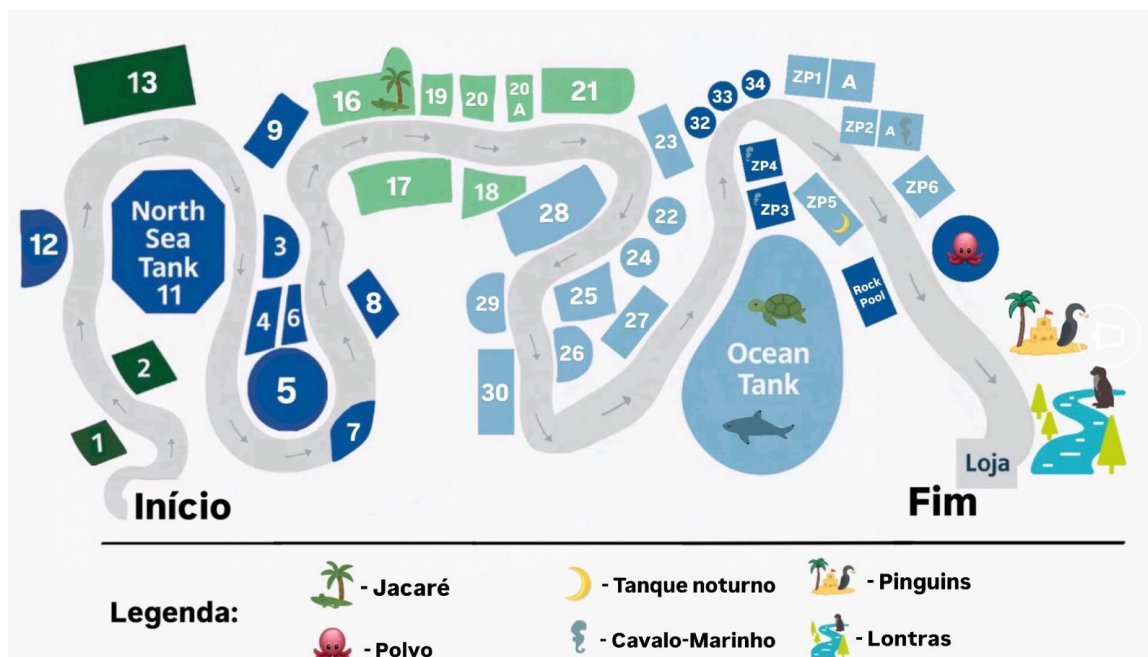 13
12
North
Sea
Tank
11
2
1
Início
9
3
4
6
5
7
8
16
19
20
20
A
21
17
18
28
23
22
24
25
27
29
26
30
32
33
34
ZP1
A
ZP2
A
ZP4
ZP3
ZP5
ZP6
Rock
Pool
Ocean
Tank
Loja
Fim
Legenda:
- Jacaré
- Polvo
- Tanque noturno
- Cavalo-Marinho
- Pinguins
- Lontras